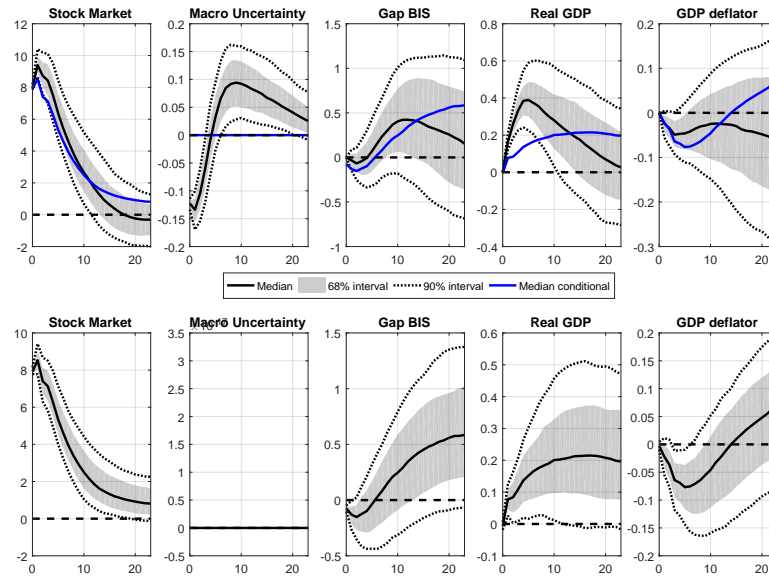 Stock Market Macro Uncertainty Gap BIS Real GDP GDP deflator
12 0.2 1.5 0.8 0.2
10 0.15 0.6 0.1
8 0.1 1 0.4 0
6 0.05 0.5 0.2 -0.1
4 0 0 0 -0.2
2 -0.05 -0.5 -0.2 -0.3
0 -0.1 -1 -0.4
-2 -0.15
-0.2
0 10 20 0 10 20 0 10 20 0 10 20 0 10 20
Median 68% interval 90% interval Median conditional
Stock Market Macro Uncertainty Gap BIS Real GDP GDP deflator
10 3.5 1.5 0.6 0.2
8 3 1 0.5 0.15
6 2.5 0.5 0.4 0.1
4 2 0 0.3 0.05
2 1.5 -0.5 0.2 0
0 1 0.1 -0.05
-2 0.5 0 -0.1
0 -0.1 -0.15
-0.5 -0.2
0 10 20 0 10 20 0 10 20 0 10 20 0 10 20